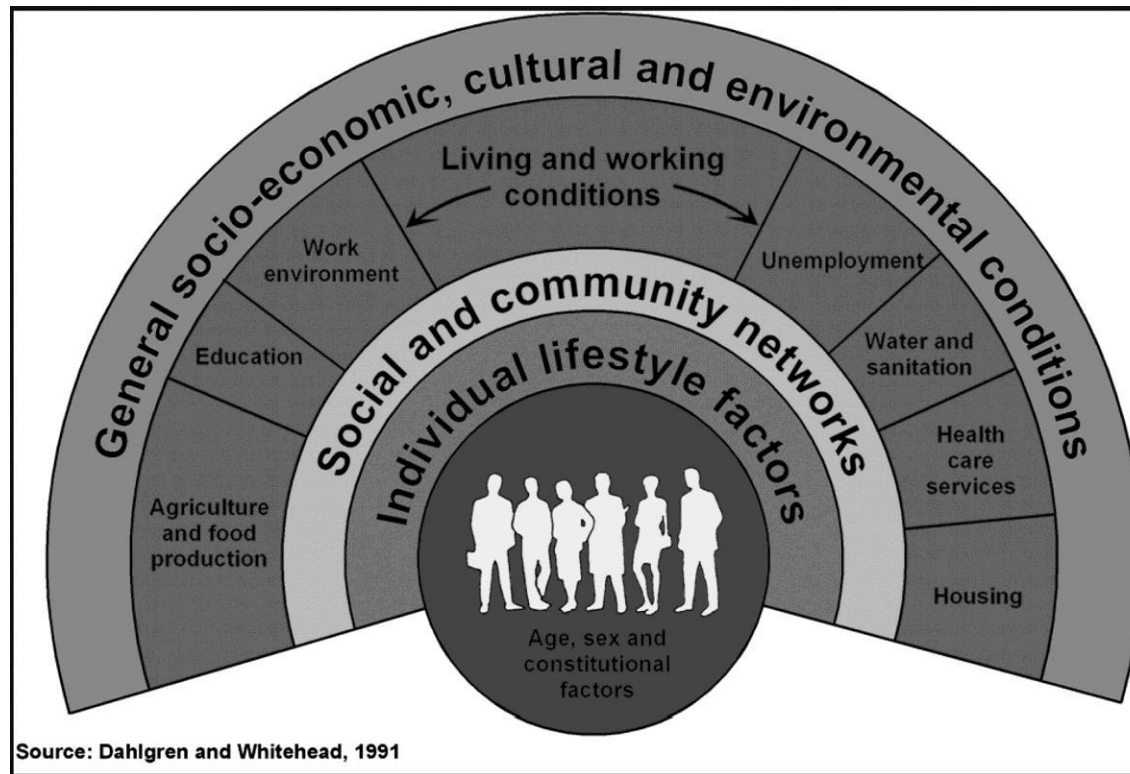 General socio-economic, cultural and environmental conditions
Living and working
conditions
Work
environment
Unemployment
Education
Water and
sanitation
Agriculture
and food
production
Health
care
services
Housing
Social and community networks
Individual lifestyle factors
Age, sex and
constitutional
factors
Source: Dahlgren and Whitehead, 1991